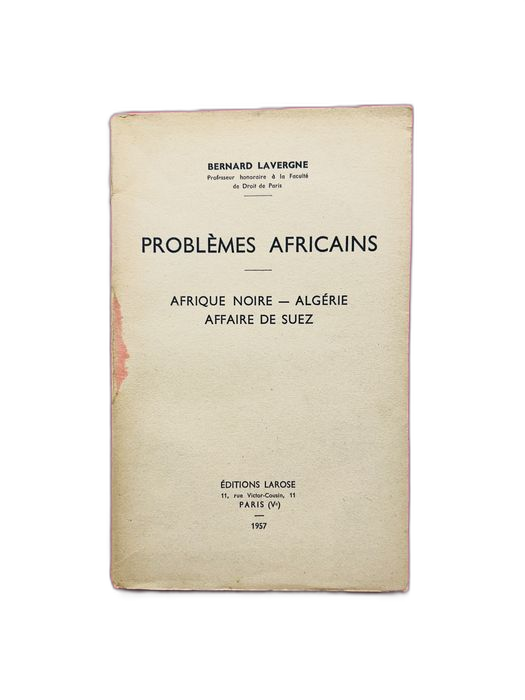 BERNARD LAVERGNE
Professeur honoraire à la Faculté
de Droit de Paris
PROBLÈMES AFRICAINS
AFRIQUE NOIRE — ALGÉRIE
AFFAIRE DE SUEZ
ÉDITIONS LAROSE
11, rue Victor-Cousin, 11
PARIS (Vᵉ)
1957